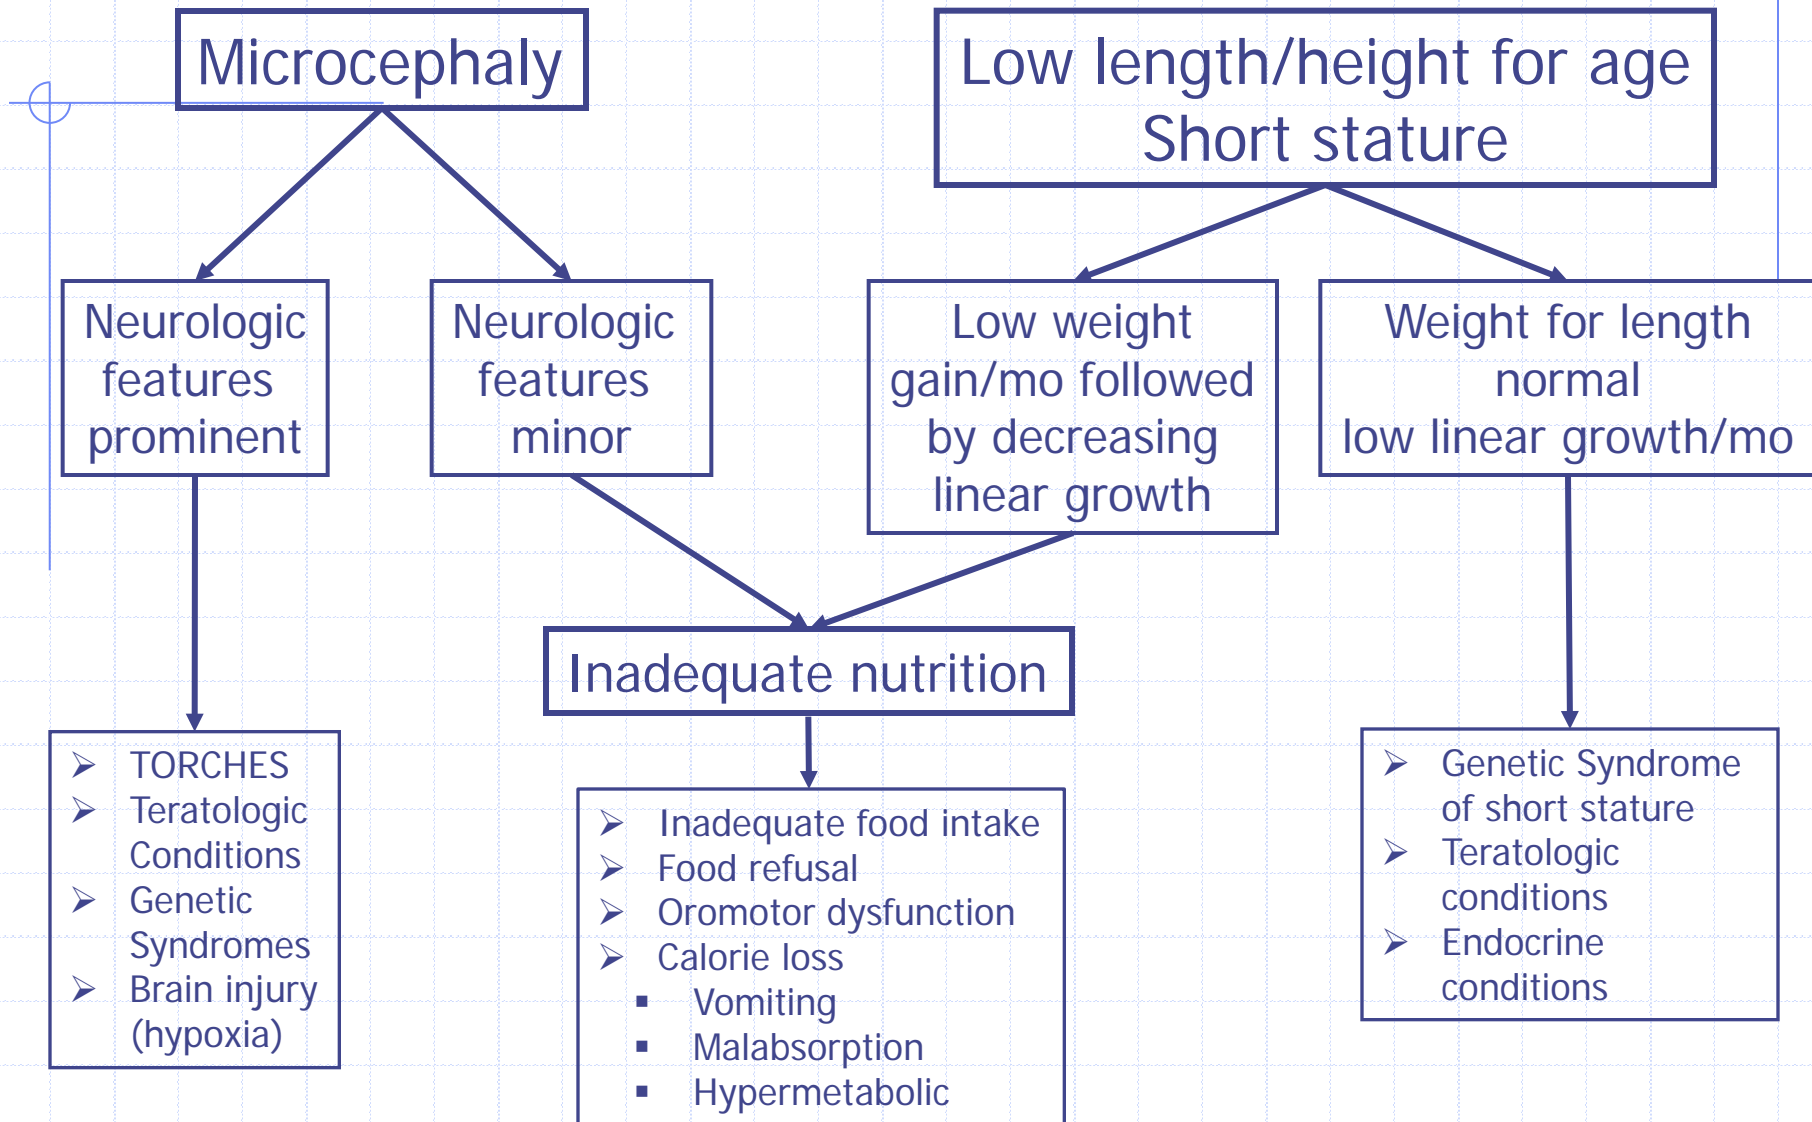 Microcephaly
Low length/height for age
Short stature
Neurologic
features
prominent
Neurologic
features
minor
Low weight
gain/mo followed
by decreasing
linear growth
Weight for length
normal
low linear growth/mo
Inadequate nutrition
➢ TORCHES
➢ Teratologic
Conditions
➢ Genetic
Syndromes
➢ Brain injury
(hypoxia)
➢ Inadequate food intake
➢ Food refusal
➢ Oromotor dysfunction
➢ Calorie loss
▪ Vomiting
▪ Malabsorption
▪ Hypermetabolic
➢ Genetic Syndrome
of short stature
➢ Teratologic
conditions
➢ Endocrine
conditions